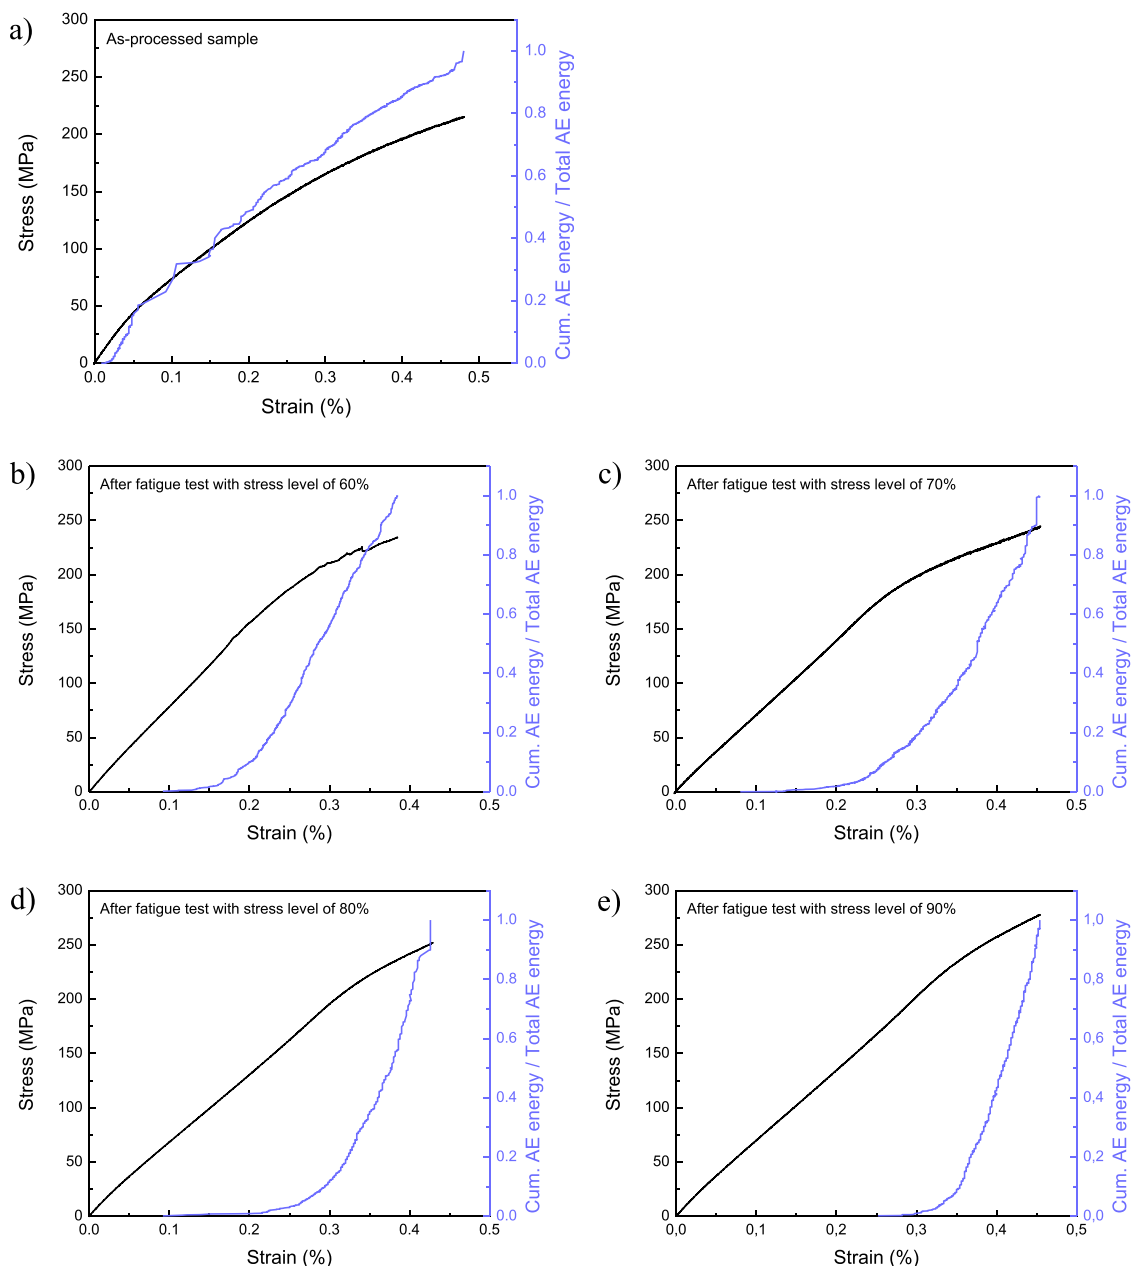 a)
As-processed sample
Stress (MPa)
300
250
200
150
100
50
0
0.0 0.1 0.2 0.3 0.4 0.5
Strain (%)
Cum. AE energy / Total AE energy
1.0
0.8
0.6
0.4
0.2
0.0
b)
After fatigue test with stress level of 60%
Stress (MPa)
300
250
200
150
100
50
0
0.0 0.1 0.2 0.3 0.4 0.5
Strain (%)
Cum. AE energy / Total AE energy
1.0
0.8
0.6
0.4
0.2
0.0
c)
After fatigue test with stress level of 70%
Stress (MPa)
300
250
200
150
100
50
0
0.0 0.1 0.2 0.3 0.4 0.5
Strain (%)
Cum. AE energy / Total AE energy
1.0
0.8
0.6
0.4
0.2
0.0
d)
After fatigue test with stress level of 80%
Stress (MPa)
300
250
200
150
100
50
0
0.0 0.1 0.2 0.3 0.4 0.5
Strain (%)
Cum. AE energy / Total AE energy
1.0
0.8
0.6
0.4
0.2
0.0
e)
After fatigue test with stress level of 90%
Stress (MPa)
300
250
200
150
100
50
0
0,0 0,1 0,2 0,3 0,4 0,5
Strain (%)
Cum. AE energy / Total AE energy
1,0
0,8
0,6
0,4
0,2
0,0